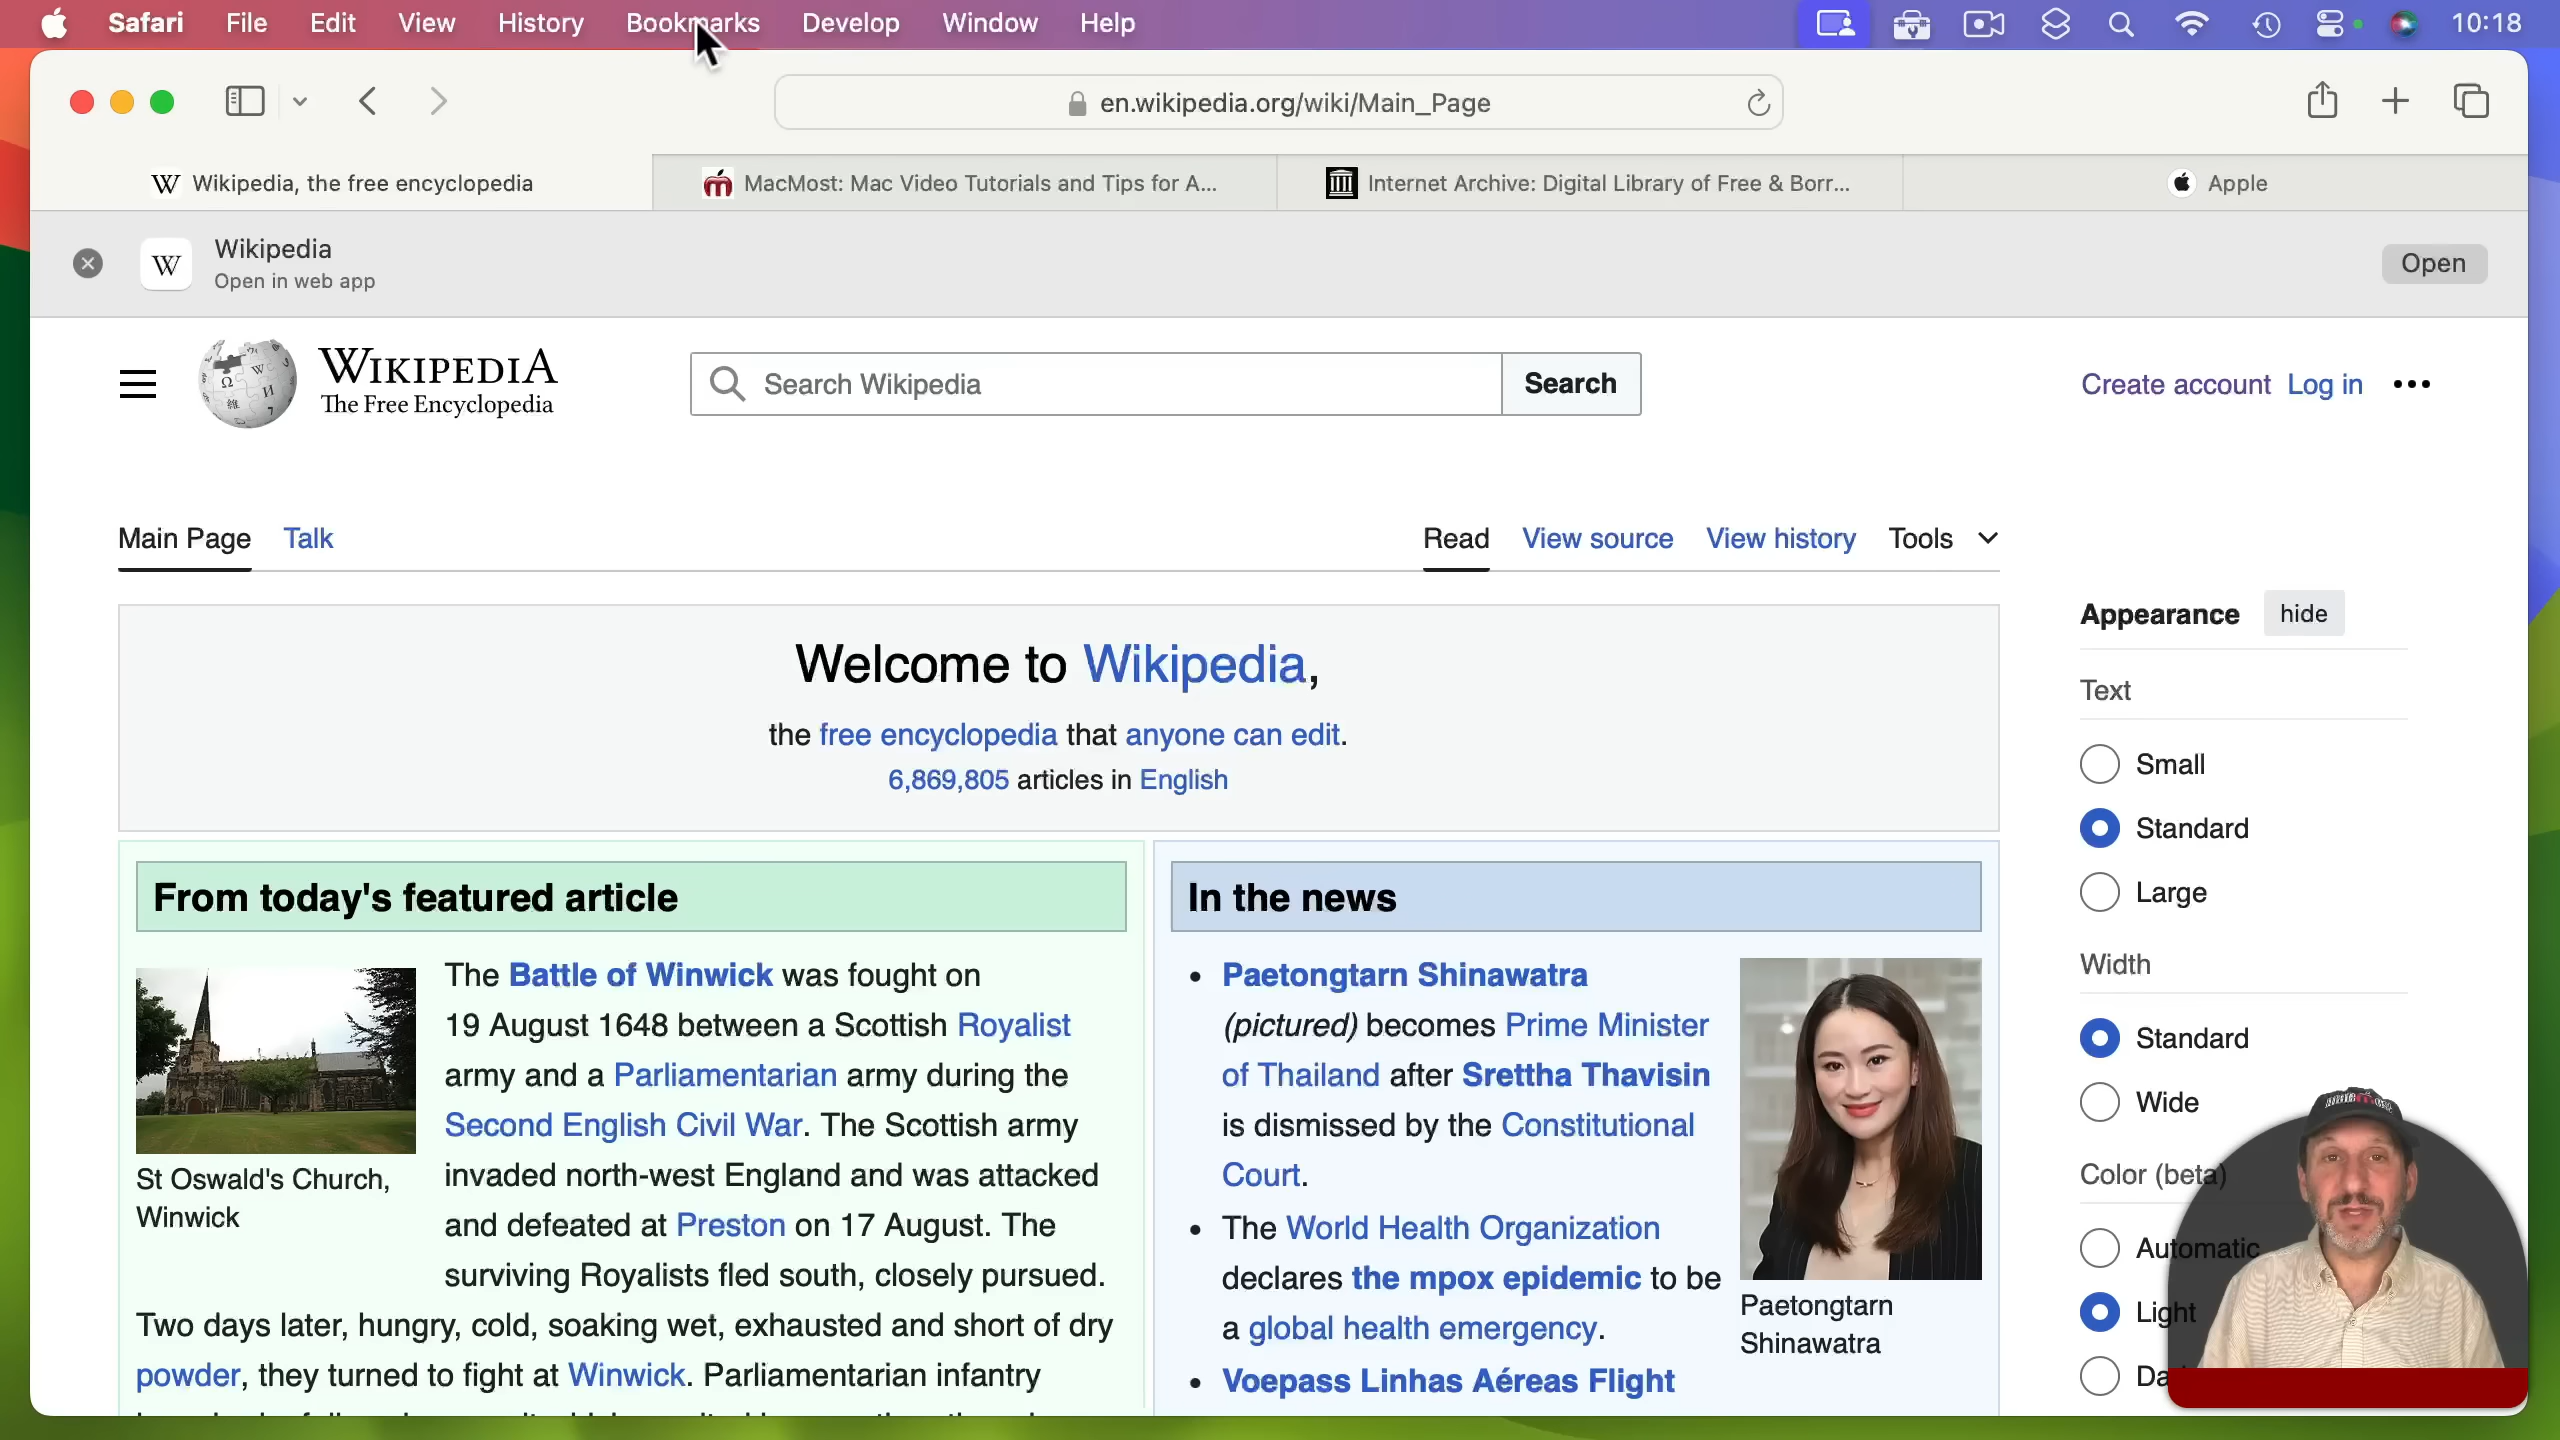 Safari File Edit View History Bookmarks Develop Window Help 10:18
en.wikipedia.org/wiki/Main_Page
Wikipedia, the free encyclopedia
MacMost: Mac Video Tutorials and Tips for A...
Internet Archive: Digital Library of Free & Borr...
Apple
Wikipedia
Open in web app
Open
WIKIPEDIA
The Free Encyclopedia
Search Wikipedia
Search
Create account Log in
Main Page Talk
Read View source View history Tools
Welcome to Wikipedia,
the free encyclopedia that anyone can edit.
6,869,805 articles in English
From today's featured article
The Battle of Winwick was fought on
19 August 1648 between a Scottish Royalist
army and a Parliamentarian army during the
Second English Civil War. The Scottish army
invaded north-west England and was attacked
and defeated at Preston on 17 August. The
surviving Royalists fled south, closely pursued.
Two days later, hungry, cold, soaking wet, exhausted and short of dry
powder, they turned to fight at Winwick. Parliamentarian infantry
St Oswald's Church,
Winwick
In the news
• Paetongtarn Shinawatra
(pictured) becomes Prime Minister
of Thailand after Srettha Thavisin
is dismissed by the Constitutional
Court.
• The World Health Organization
declares the mpox epidemic to be
a global health emergency.
• Voepass Linhas Aéreas Flight
Paetongtarn
Shinawatra
Appearance hide
Text
Small
Standard
Large
Width
Standard
Wide
Color (beta)
Automatic
Light